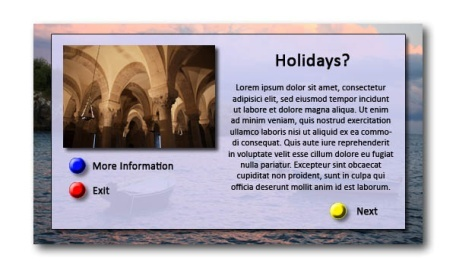 Holidays?
Lorem ipsum dolor sit amet, consectetur
adipisici elit, sed eiusmod tempor incidunt
ut labore et dolore magna aliqua. Ut enim
ad minim veniam, quis nostrud exercitation
ullamco laboris nisi ut aliquid ex ea commo-
di consequat. Quis aute iure reprehenderit
in voluptate velit esse cillum dolore eu fugiat
nulla pariatur. Excepteur sint obcaecat
cupiditat non proident, sunt in culpa qui
officia deserunt mollit anim id est laborum.
More Information
Exit
Next